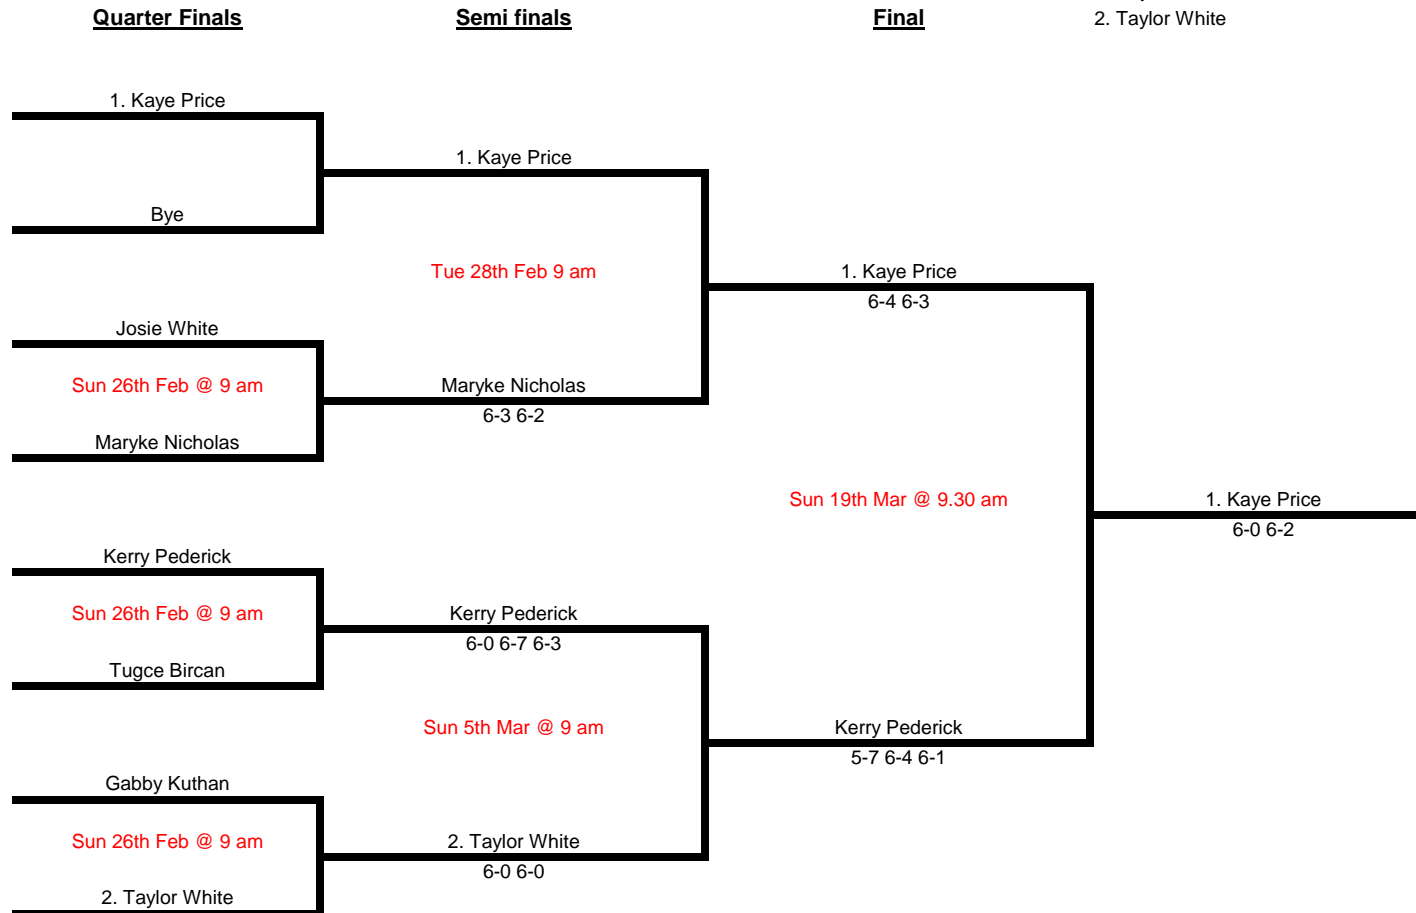 Quarter Finals
Semi finals
Final
2. Taylor White
1. Kaye Price
1. Kaye Price
Bye
Tue 28th Feb 9 am
1. Kaye Price
6-4 6-3
Josie White
Sun 26th Feb @ 9 am
Maryke Nicholas
6-3 6-2
Maryke Nicholas
Sun 19th Mar @ 9.30 am
1. Kaye Price
6-0 6-2
Kerry Pederick
Sun 26th Feb @ 9 am
Kerry Pederick
6-0 6-7 6-3
Tugce Bircan
Sun 5th Mar @ 9 am
Kerry Pederick
5-7 6-4 6-1
Gabby Kuthan
Sun 26th Feb @ 9 am
2. Taylor White
6-0 6-0
2. Taylor White